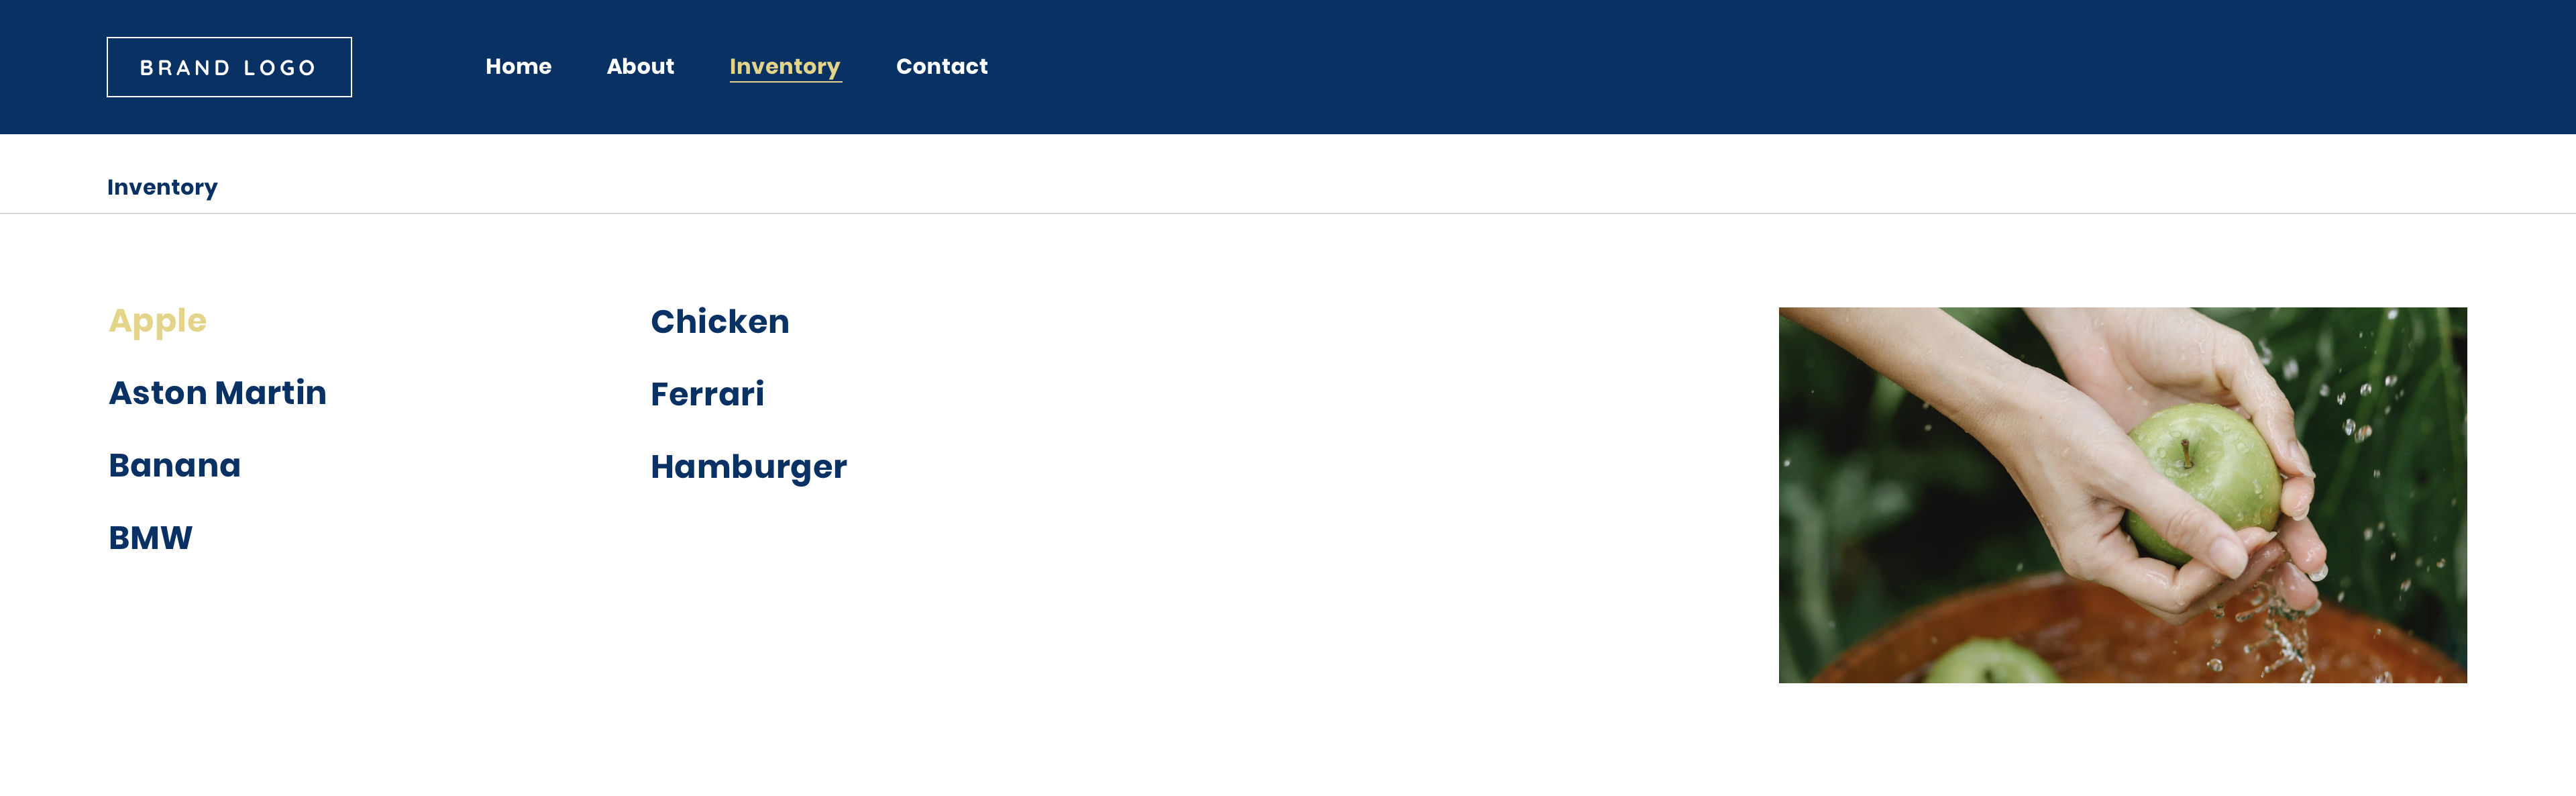 BRAND LOGO
Home About Inventory Contact
Inventory
Apple
Aston Martin
Banana
BMW
Chicken
Ferrari
Hamburger